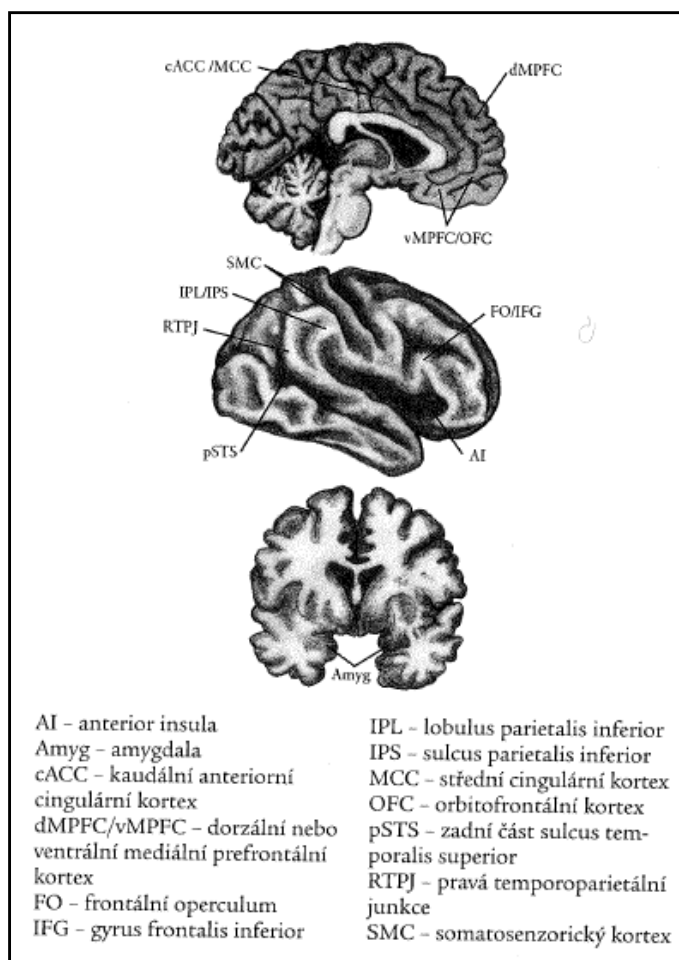 cACC /MCC
dMPFC
vMPFC/OFC
SMC
IPL/IPS
FO/IFG
RTPJ
pSTS
AI
Amyg
AI – anterior insula
Amyg – amygdala
cACC – kaudální anteriorní
cingulární kortex
dMPFC/vMPFC – dorzální nebo
ventrální mediální prefrontální
kortex
FO – frontální operculum
IFG – gyrus frontalis inferior
IPL – lobulus parietalis inferior
IPS – sulcus parietalis inferior
MCC – střední cingulární kortex
OFC – orbitofrontální kortex
pSTS – zadní část sulcus tem-
poralis superior
RTPJ – pravá temporoparietální
junkce
SMC – somatosenzorický kortex